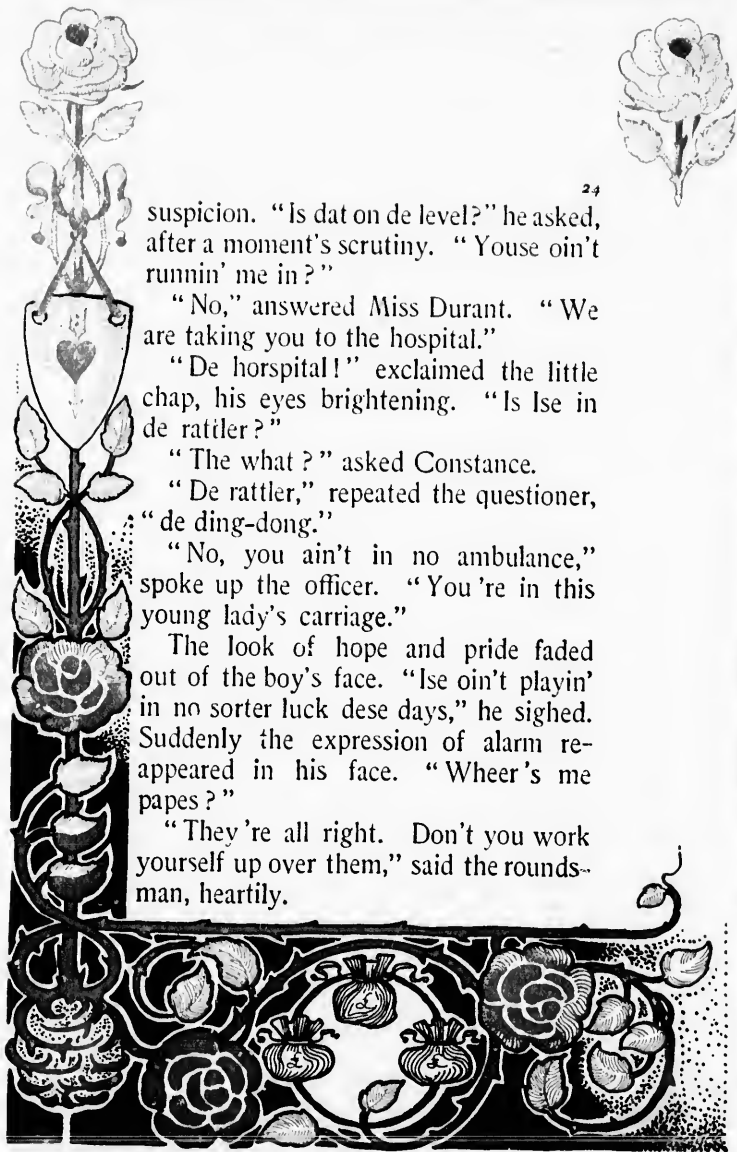 24
suspicion. "Is dat on de level?" he asked,
after a moment's scrutiny. "Youse oin't
runnin' me in?"
"No," answered Miss Durant. "We
are taking you to the hospital."
"De horspital!" exclaimed the little
chap, his eyes brightening. "Is Ise in
de rattler?"
"The what?" asked Constance.
"De rattler," repeated the questioner,
"de ding-dong."
"No, you ain't in no ambulance,"
spoke up the officer. "You're in this
young lady's carriage."
The look of hope and pride faded
out of the boy's face. "Ise oin't playin'
in no sorter luck dese days," he sighed.
Suddenly the expression of alarm re-
appeared in his face. "Wheer's me
papes?"
"They're all right. Don't you work
yourself up over them," said the rounds-
man, heartily.